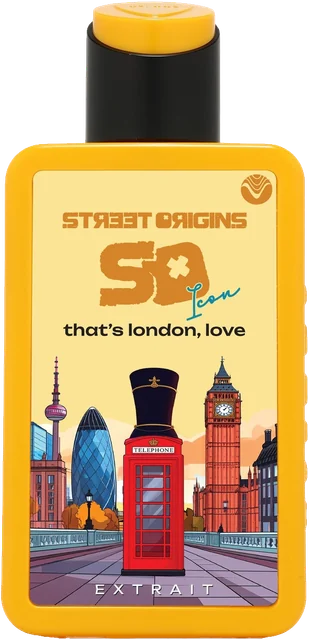 STREET ORIGINS
SO
Icon
that's london, love
TELEPHONE
EXTRAIT